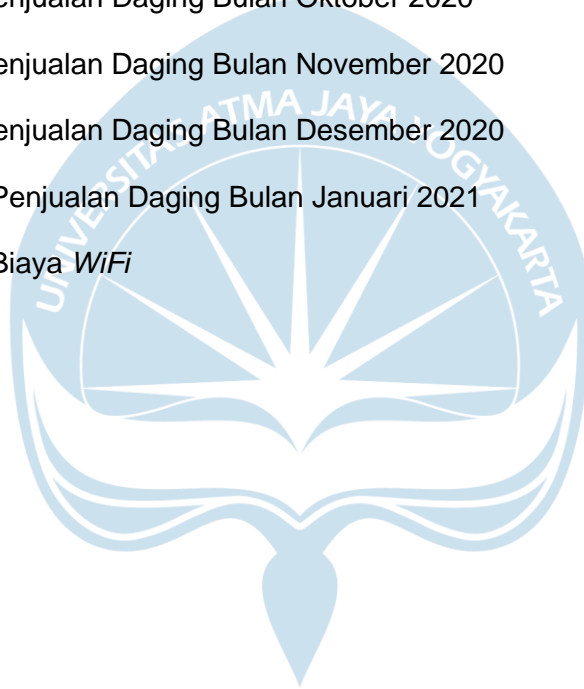 enjualan Daging Bulan Oktober 2020
enjualan Daging Bulan November 2020
enjualan Daging Bulan Desember 2020
Penjualan Daging Bulan Januari 2021
Biaya WiFi
UNIVERSITAS ATMA JAYA YOGYAKARTA